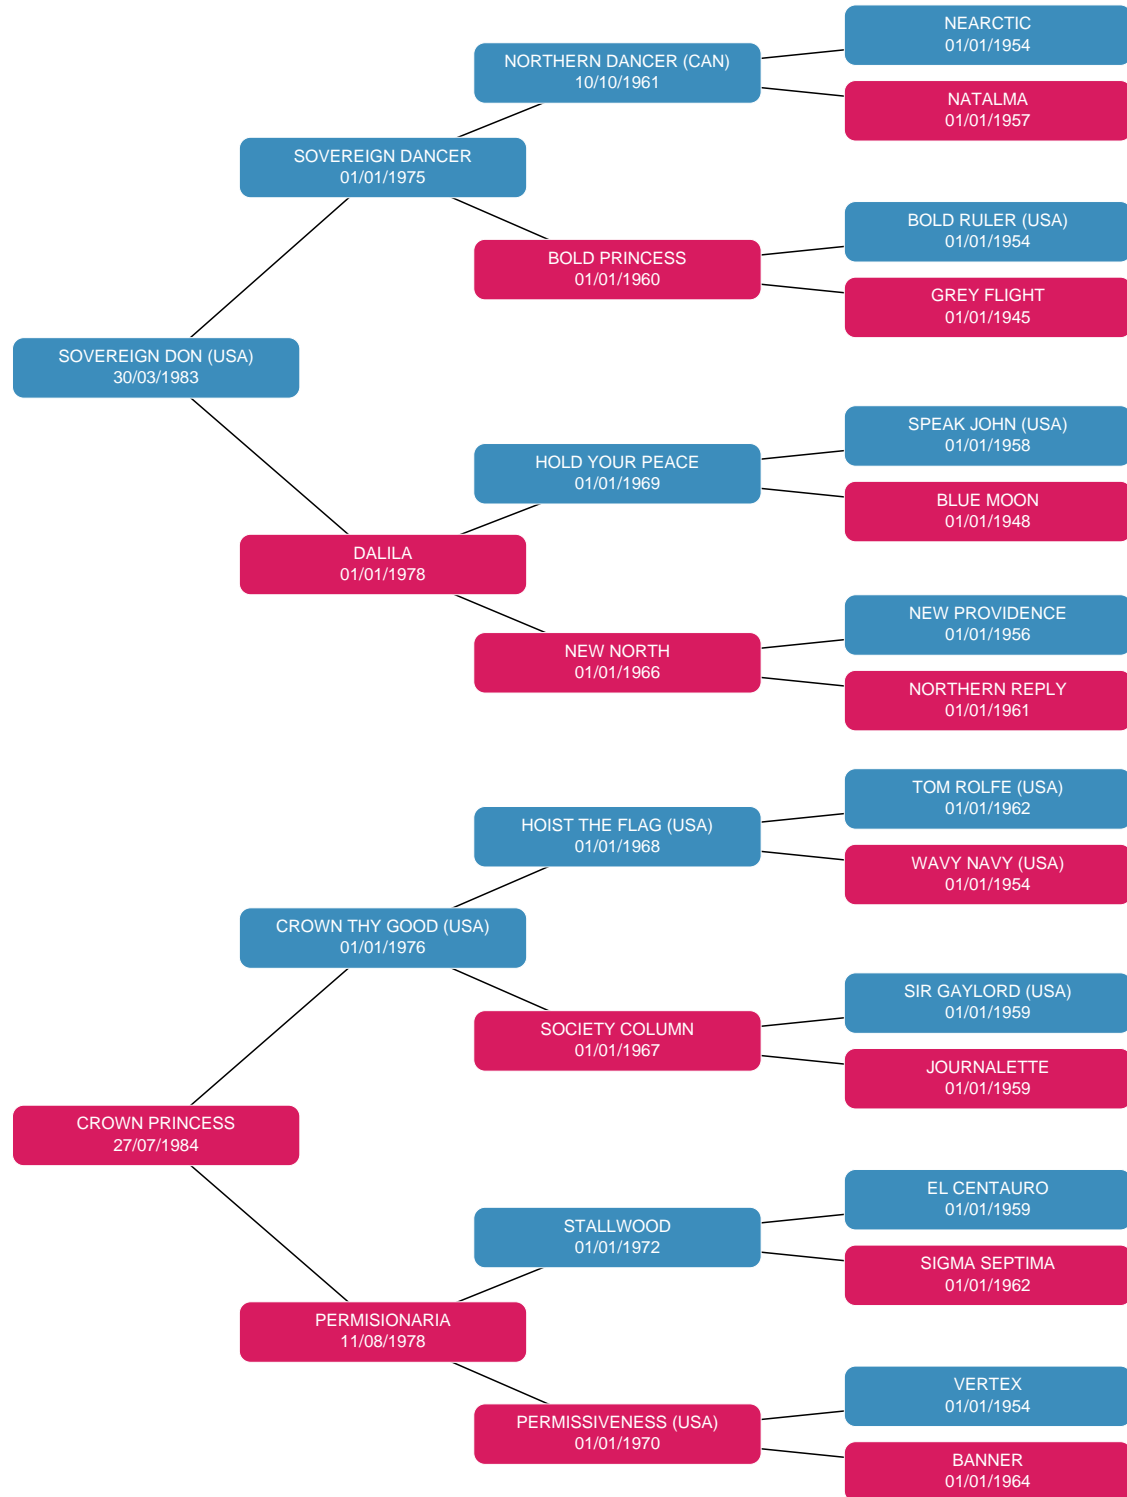 NEARCTIC
01/01/1954
NORTHERN DANCER (CAN)
10/10/1961
NATALMA
01/01/1957
SOVEREIGN DANCER
01/01/1975
BOLD RULER (USA)
01/01/1954
BOLD PRINCESS
01/01/1960
GREY FLIGHT
01/01/1945
SOVEREIGN DON (USA)
30/03/1983
SPEAK JOHN (USA)
01/01/1958
HOLD YOUR PEACE
01/01/1969
BLUE MOON
01/01/1948
DALILA
01/01/1978
NEW PROVIDENCE
01/01/1956
NEW NORTH
01/01/1966
NORTHERN REPLY
01/01/1961
TOM ROLFE (USA)
01/01/1962
HOIST THE FLAG (USA)
01/01/1968
WAVY NAVY (USA)
01/01/1954
CROWN THY GOOD (USA)
01/01/1976
SIR GAYLORD (USA)
01/01/1959
SOCIETY COLUMN
01/01/1967
JOURNALETTE
01/01/1959
CROWN PRINCESS
27/07/1984
EL CENTAURO
01/01/1959
STALLWOOD
01/01/1972
SIGMA SEPTIMA
01/01/1962
PERMISIONARIA
11/08/1978
VERTEX
01/01/1954
PERMISSIVENESS (USA)
01/01/1970
BANNER
01/01/1964